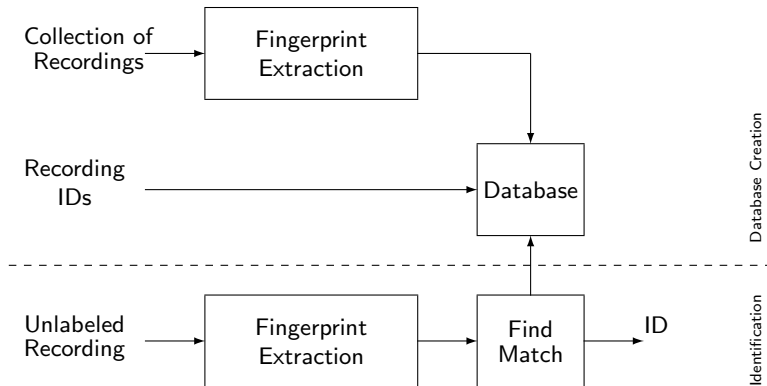 Collection of
Recordings
Fingerprint
Extraction
Recording
IDs
Database
Database Creation
Unlabeled
Recording
Fingerprint
Extraction
Find
Match
ID
Identification